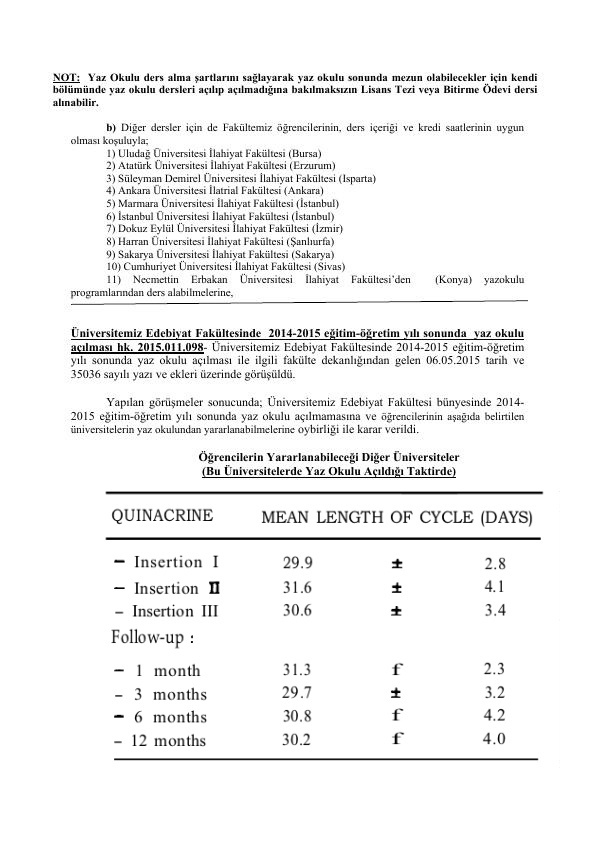 NOT: Yaz Okulu ders alma şartlarını sağlayarak yaz okulu sonunda mezun olabilecekler için kendi
bölümünde yaz okulu dersleri açılıp açılmadığına bakılmaksızın Lisans Tezi veya Bitirme Ödevi dersi
alınabilir.
b) Diğer dersler için de Fakültemiz öğrencilerinin, ders içeriği ve kredi saatlerinin uygun
olması koşuluyla;
1) Uludağ Üniversitesi İlahiyat Fakültesi (Bursa)
2) Atatürk Üniversitesi İlahiyat Fakültesi (Erzurum)
3) Süleyman Demirel Üniversitesi İlahiyat Fakültesi (Isparta)
4) Ankara Üniversitesi İlatrial Fakültesi (Ankara)
5) Marmara Üniversitesi İlahiyat Fakültesi (İstanbul)
6) İstanbul Üniversitesi İlahiyat Fakültesi (İstanbul)
7) Dokuz Eylül Üniversitesi İlahiyat Fakültesi (İzmir)
8) Harran Üniversitesi İlahiyat Fakültesi (Şanlıurfa)
9) Sakarya Üniversitesi İlahiyat Fakültesi (Sakarya)
10) Cumhuriyet Üniversitesi İlahiyat Fakültesi (Sivas)
11) Necmettin Erbakan Üniversitesi İlahiyat Fakültesi’den (Konya) yazokulu
programlarından ders alabilmelerine,
Üniversitemiz Edebiyat Fakültesinde 2014-2015 eğitim-öğretim yılı sonunda yaz okulu
açılması hk. 2015.011.098- Üniversitemiz Edebiyat Fakültesinde 2014-2015 eğitim-öğretim
yılı sonunda yaz okulu açılması ile ilgili fakülte dekanlığından gelen 06.05.2015 tarih ve
35036 sayılı yazı ve ekleri üzerinde görüşüldü.
Yapılan görüşmeler sonucunda; Üniversitemiz Edebiyat Fakültesi bünyesinde 2014-
2015 eğitim-öğretim yılı sonunda yaz okulu açılmamasına ve öğrencilerinin aşağıda belirtilen
üniversitelerin yaz okulundan yararlanabilmelerine oybirliği ile karar verildi.
Öğrencilerin Yararlanabileceği Diğer Üniversiteler
(Bu Üniversitelerde Yaz Okulu Açıldığı Taktirde)
QUINACRINE MEAN LENGTH OF CYCLE (DAYS)
– Insertion I 29.9 ± 2.8
– Insertion II 31.6 ± 4.1
– Insertion III 30.6 ± 3.4
Follow-up :
– 1 month 31.3 f 2.3
– 3 months 29.7 ± 3.2
– 6 months 30.8 f 4.2
– 12 months 30.2 f 4.0